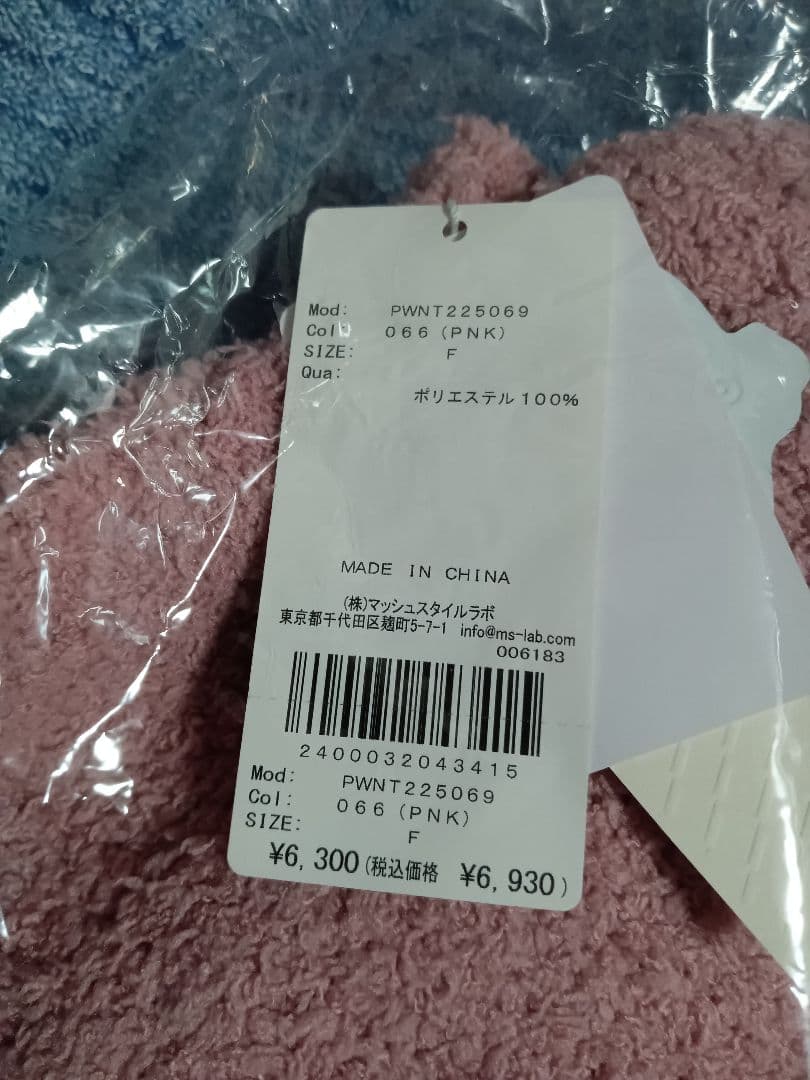 Mod: PWNT225069
Col: 066 (PNK)
SIZE: F
Qua:
ポリエステル100%
MADE IN CHINA
(株)マッシュスタイルラボ
東京都千代田区麹町5-7-1 info@ms-lab.com
006183
2400032043415
Mod: PWNT225069
Col: 066 (PNK)
SIZE: F
¥6,300(税込価格 ¥6,930)